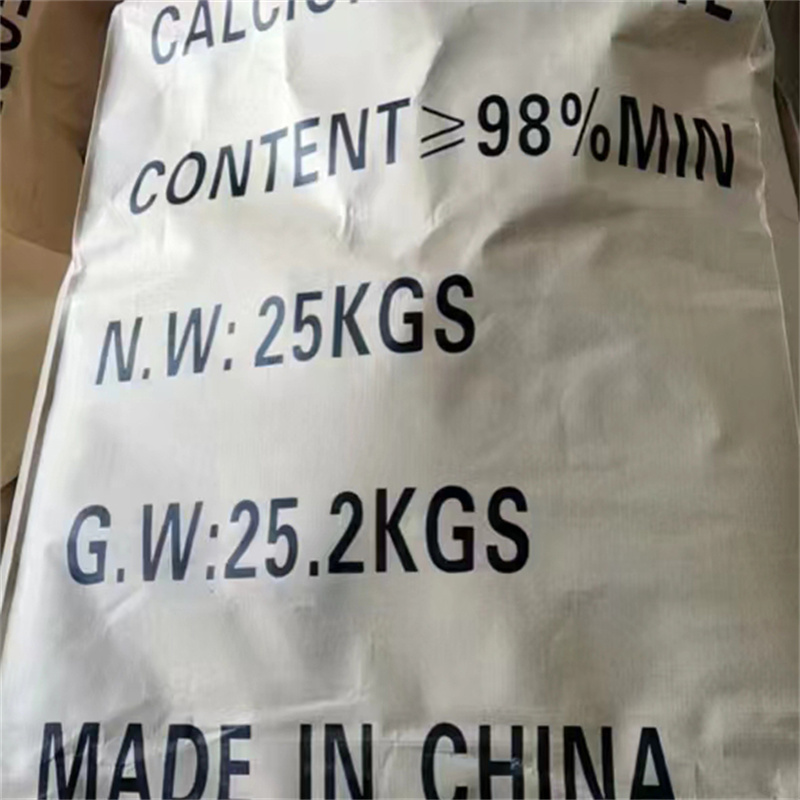 CONTENT≧98%MIN
N.W: 25KGS
G.W:25.2KGS
MADE IN CHINA